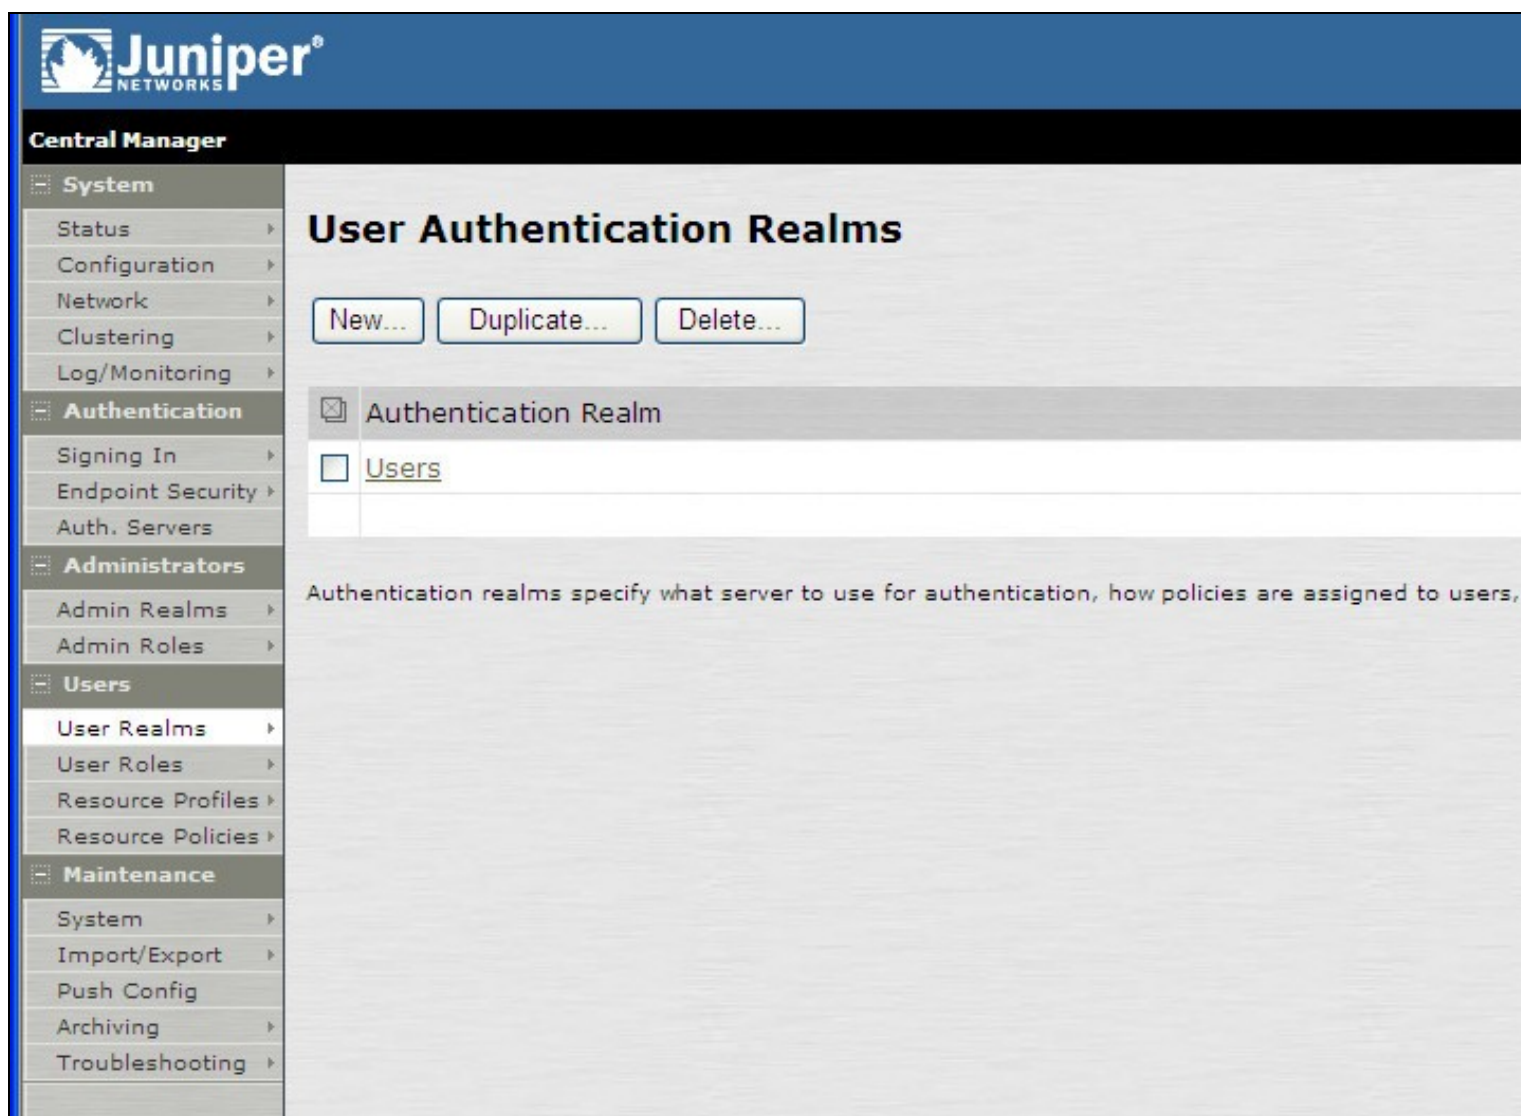 Juniper®
NETWORKS
Central Manager
System
Status
Configuration
Network
Clustering
Log/Monitoring
Authentication
Signing In
Endpoint Security
Auth. Servers
Administrators
Admin Realms
Admin Roles
Users
User Realms
User Roles
Resource Profiles
Resource Policies
Maintenance
System
Import/Export
Push Config
Archiving
Troubleshooting
User Authentication Realms
New... Duplicate... Delete...
Authentication Realm
Users
Authentication realms specify what server to use for authentication, how policies are assigned to users,